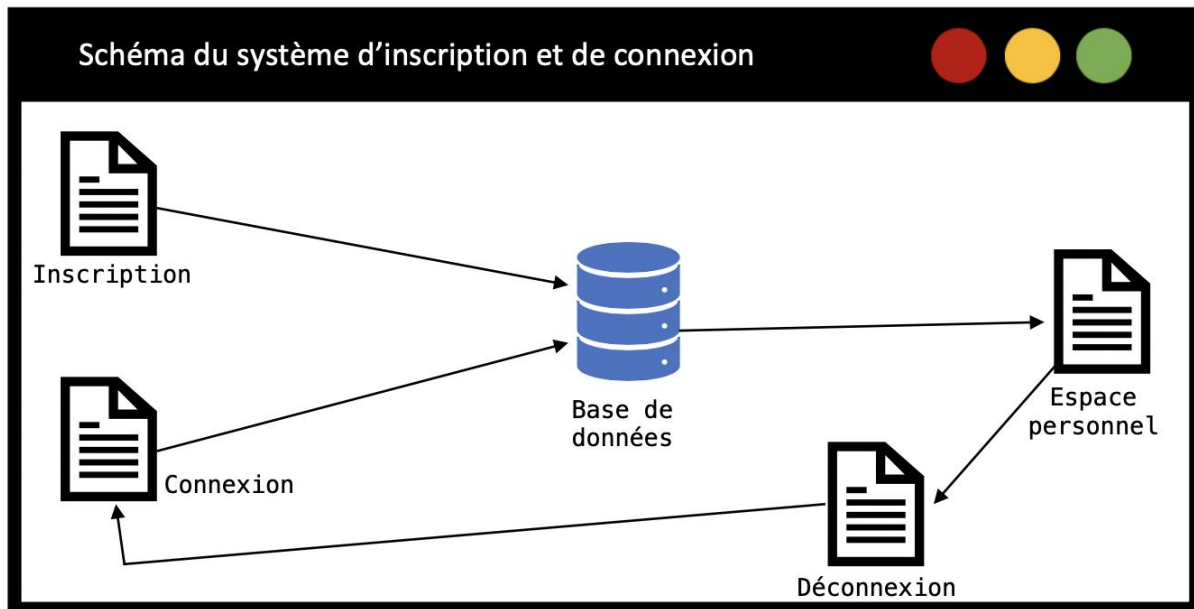 Schéma du système d’inscription et de connexion
Inscription
Connexion
Base de
données
Espace
personnel
Déconnexion